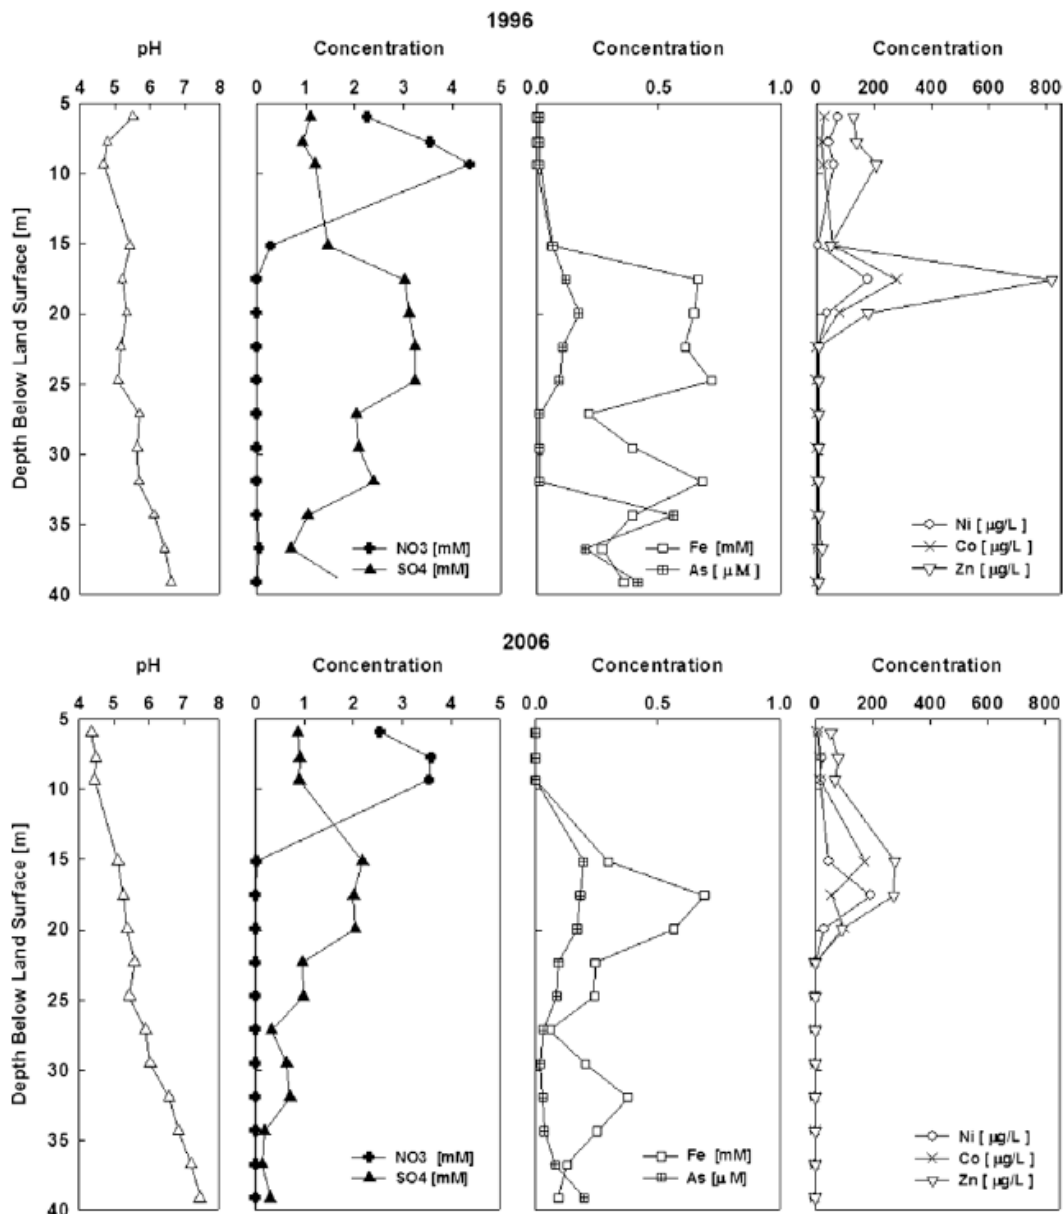 1996
pH Concentration Concentration Concentration
4 5 6 7 8 0 1 2 3 4 5 0.0 0.5 1.0 0 200 400 600 800
5
10
15
20
25
30
35
40
Depth Below Land Surface [m]
NO3 [mM]
SO4 [mM]
Fe [mM]
As [ µM ]
Ni [ µg/L ]
Co [ µg/L ]
Zn [ µg/L ]
2006
pH Concentration Concentration Concentration
4 5 6 7 8 0 1 2 3 4 5 0.0 0.5 1.0 0 200 400 600 800
5
10
15
20
25
30
35
40
Depth Below Land Surface [m]
NO3 [mM]
SO4 [mM]
Fe [mM]
As [µ M]
Ni [ µg/L ]
Co [ µg/L ]
Zn [ µg/L ]